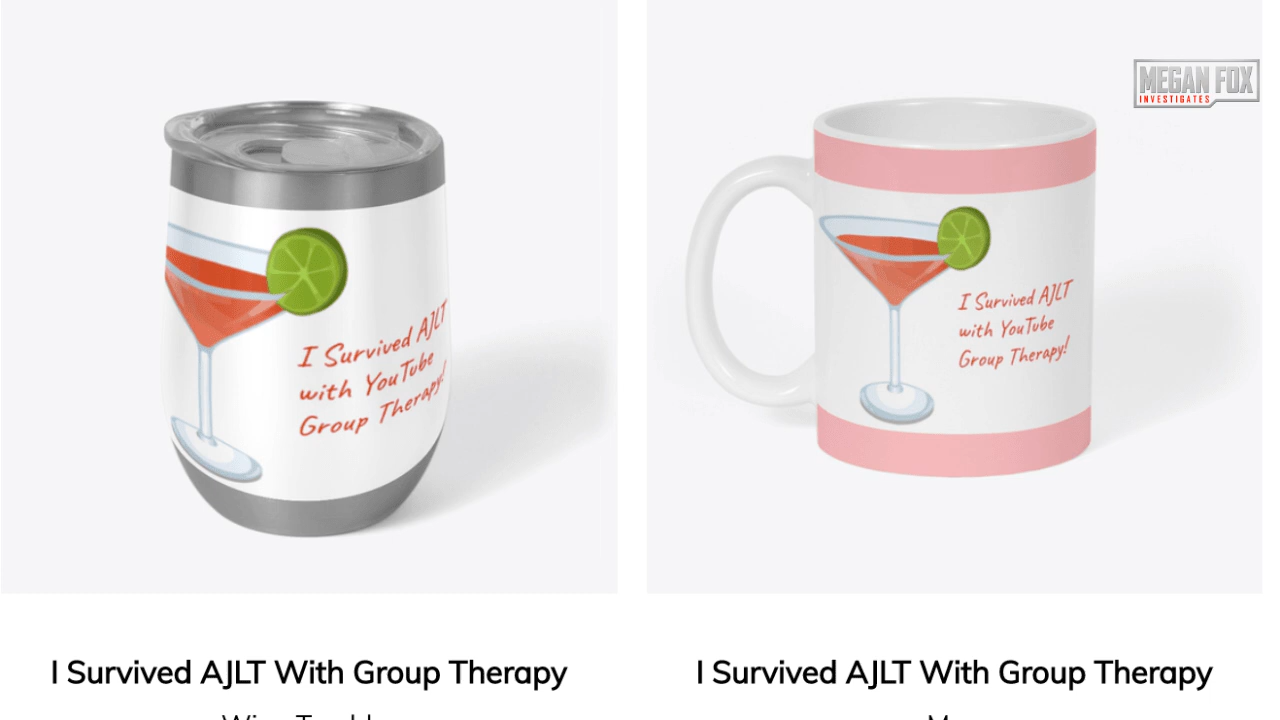 MEGAN FOX
INVESTIGATES
I Survived AJLT
with YouTube
Group Therapy!
I Survived AJLT
with YouTube
Group Therapy!
I Survived AJLT With Group Therapy
I Survived AJLT With Group Therapy